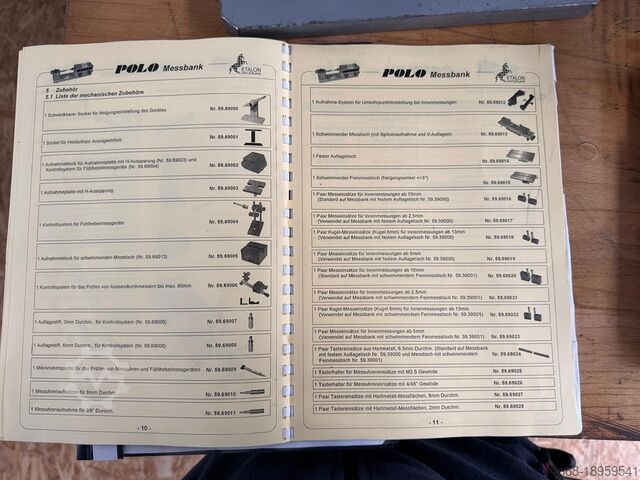 POLO Messbank
ETALON
SWITZERLAND
5 Zubehör
5.1 Liste der mechanischen Zubehöre
1 Schwenkbarer Sockel für Neigungseinstellung des Gerätes Nr. 59.69000
1 Sockel für Heidenhain Anzeigeeinheit Nr. 59.69001
1 Aufnahmeblock für Aufnahmeplatte mit H-Aussparung (Nr. 59.69003) und
Kontrollsystem für Fühlhebelmessgeräte (Nr. 59.69004) Nr. 59.69002
1 Aufnahmeplatte mit H-Aussparung Nr. 59.69003
1 Kontrollsystem für Fühlhebelmessgeräte Nr. 59.69004
1 Aufnahmeblock für schwimmenden Messtisch (Nr. 59.69013) Nr. 59.69005
1 Kontrollsystem für das Prüfen von Aussendurchmessern bis max. 60mm Nr. 59.69006
1 Auflagestift, 3mm Durchm., für Kontrollsystem (Nr. 59.69006) Nr. 59.69007
1 Auflagestift, 6mm Durchm., für Kontrollsystem (Nr. 59.69006) Nr. 59.69008
1 Mikrometerspindel für das Prüfen von Messuhren und Fühlhebelmessgeräten Nr. 59.69009
1 Messuhrenaufnahme für 8mm Durchm. Nr. 59.69010
1 Messuhrenaufnahme für 3/8" Durchm. Nr. 59.69011
- 10 -
POLO Messbank
ETALON
SWITZERLAND
1 Aufnahme-System für Umkehrpunktfeststellung bei Innenmessungen Nr. 59.69012
1 Schwimmender Messtisch (mit Spitzenaufnahme und V-Auflagen) Nr. 59.69013
1 Fester Auflagetisch Nr. 59.69014
1 Schwimmender Feinmesstisch (Neigungswinkel +/-5°) Nr. 59.69015
1 Paar Messeinsätze für Innenmessungen ab 10mm
(Standard auf Messbank mit festem Auflagetisch Nr. 59.39000) Nr. 59.69016
1 Paar Messeinsätze für Innenmessungen ab 2,5mm
(Verwendet auf Messbank mit festem Auflagetisch Nr. 59.39000) Nr. 59.69017
1 Paar Kugel-Messeinsätze (Kugel 6mm) für Innenmessungen ab 13mm
(Verwendet auf Messbank mit festem Auflagetisch Nr. 59.39000) Nr. 59.69018
1 Paar Messeinsätze für Innenmessungen ab 5mm
(Verwendet auf Messbank mit festem Auflagetisch Nr. 59.39000) Nr. 59.69019
1 Paar Messeinsätze für Innenmessungen ab 10mm
(Standard auf Messbank mit schwimmendem Feinmesstisch Nr. 59.39001) Nr. 59.69020
1 Paar Messeinsätze für Innenmessungen ab 2,5mm
(Verwendet auf Messbank mit schwimmendem Feinmesstisch Nr. 59.39001) Nr. 59.69021
1 Paar Kugel-Messeinsätze (Kugel 6mm) für Innenmessungen ab 13mm
(Verwendet auf Messbank mit schwimmendem Feinmesstisch Nr. 59.39001) Nr. 59.69022
1 Paar Messeinsätze für Innenmessungen ab 5mm
(Verwendet auf Messbank mit schwimmendem Feinmesstisch Nr. 59.39001) Nr. 59.69023
1 Paar Tastereinsätze aus Hartmetall, 6,5mm Durchm. (Standard auf Messbank
mit festem Auflagetisch Nr. 59.39000 und Messtisch mit schwimmendem
Feinmesstisch Nr. 59.39001) Nr. 59.69024
1 Tasterhalter für Messuhreneinsätze mit M2,5 Gewinde Nr. 59.69025
1 Tasterhalter für Messuhreneinsätze mit 4/48" Gewinde Nr. 59.69026
1 Paar Tastereinsätze mit Hartmetall-Messflächen, 8mm Durchm. Nr. 59.69027
1 Paar Tastereinsätze mit Hartmetall-Messflächen, 2mm Durchm. Nr. 59.69028
- 11 -